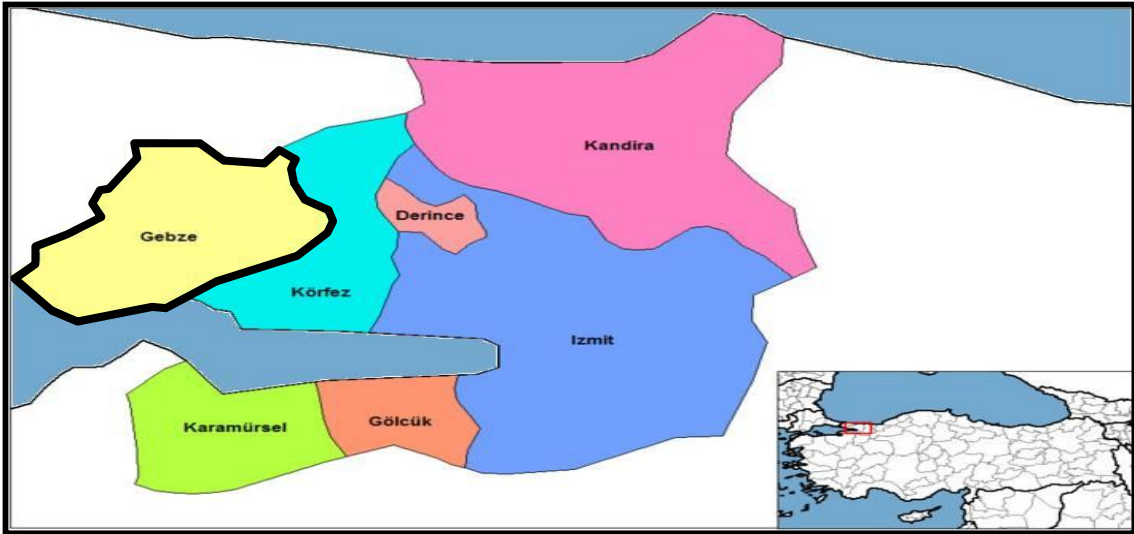 Kandira
Derince
Gebze
Körfez
Izmit
Karamürsel
Gölcük